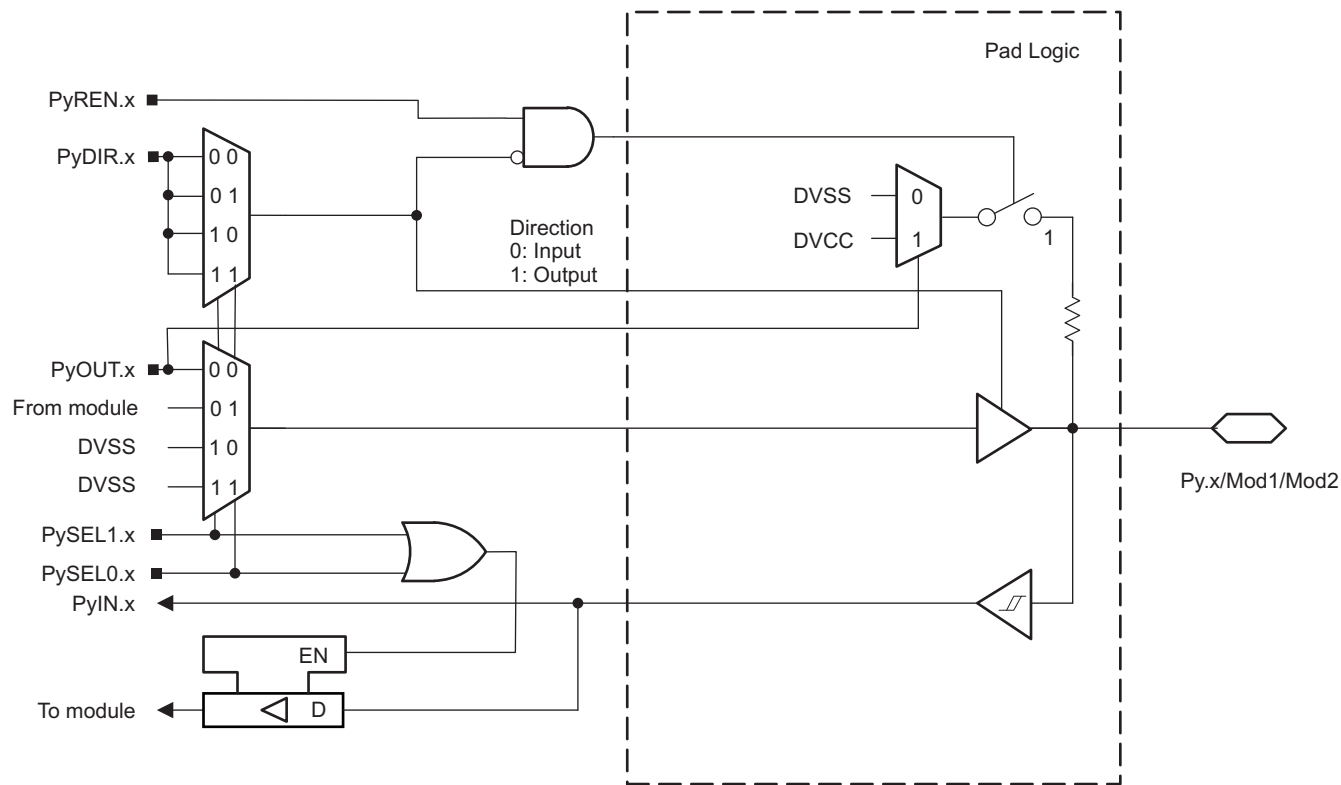 Pad Logic
PyREN.x
PyDIR.x
0 0
0 1
1 0
1 1
Direction
0: Input
1: Output
DVSS
DVCC
0
1
1
PyOUT.x
From module
DVSS
DVSS
0 0
0 1
1 0
1 1
Py.x/Mod1/Mod2
PySEL1.x
PySEL0.x
PyIN.x
EN
D
To module